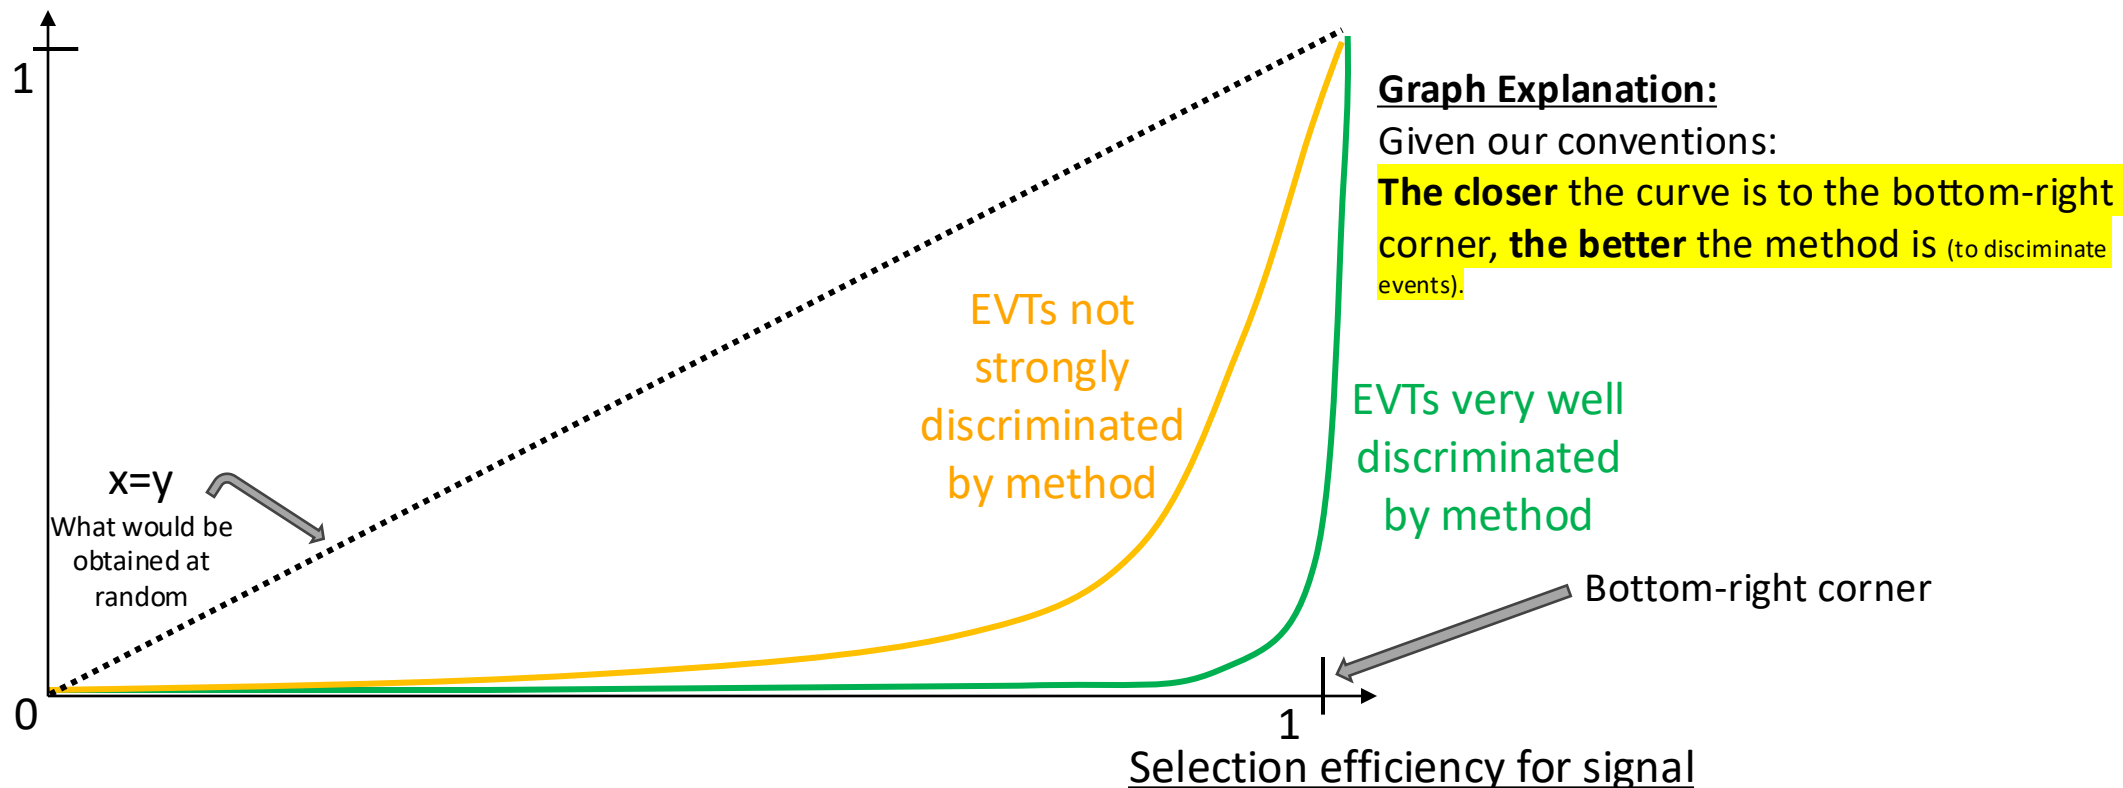 1
Graph Explanation:
Given our conventions:
The closer the curve is to the bottom-right
corner, the better the method is (to disciminate
events).
EVTs not
strongly
discriminated
by method
EVTs very well
discriminated
by method
x=y
What would be
obtained at
random
Bottom-right corner
0
1
Selection efficiency for signal